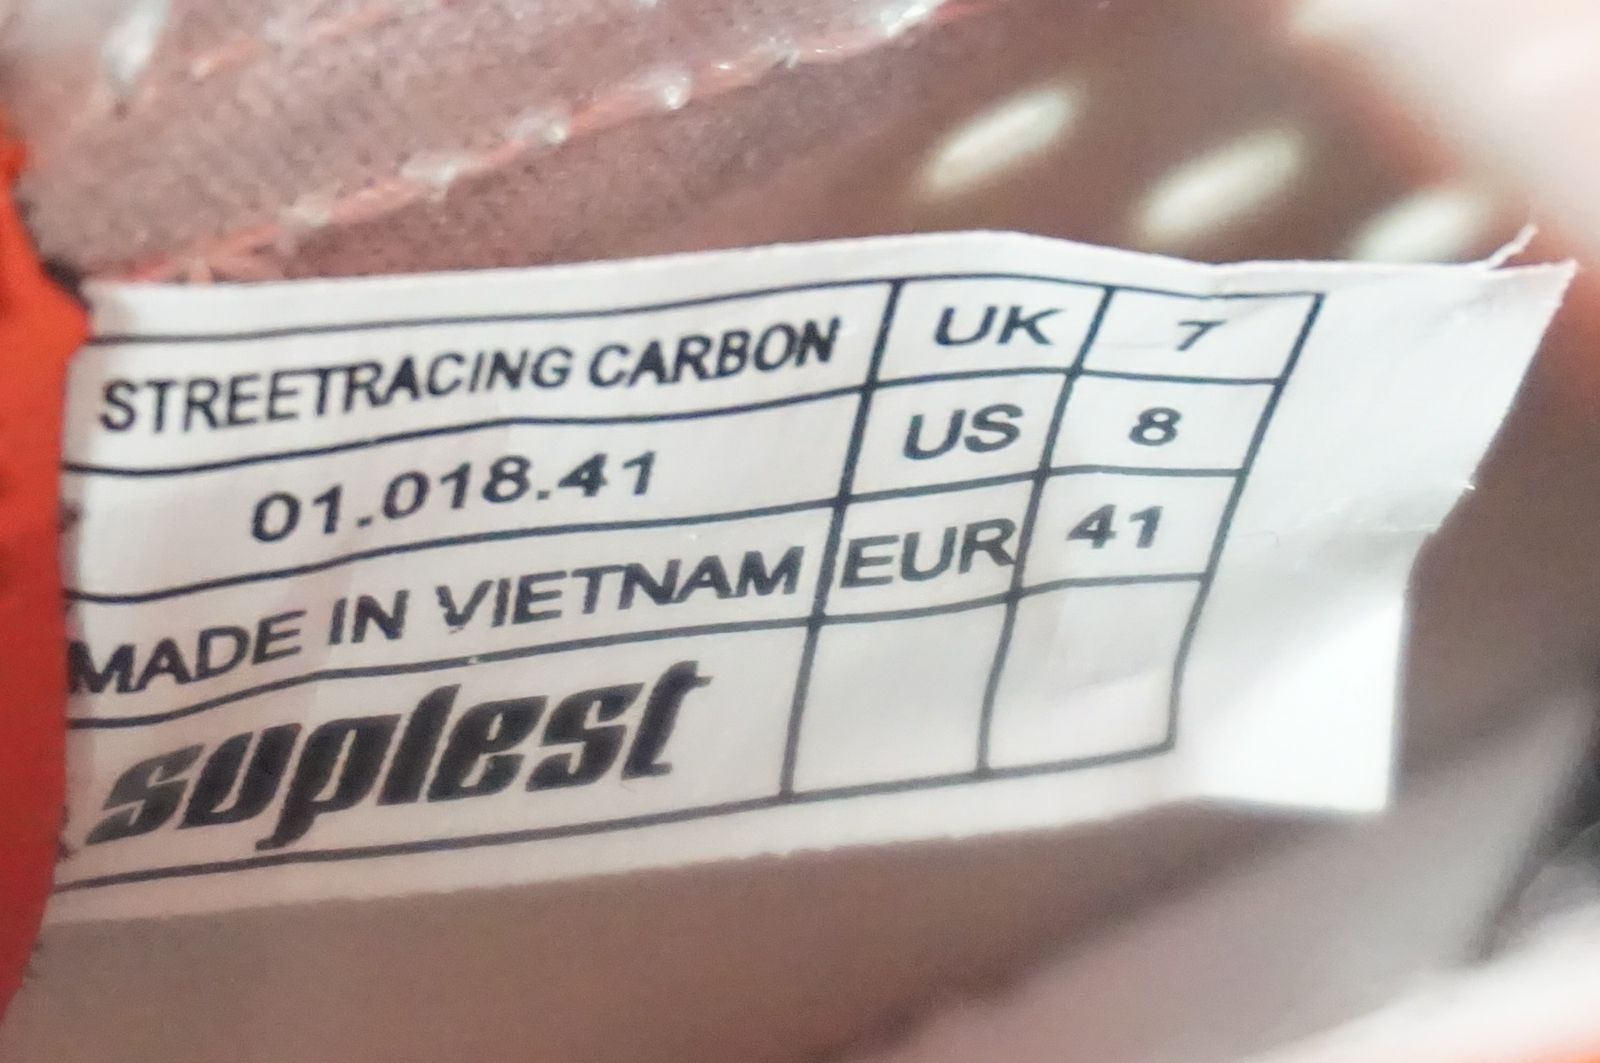 STREETRACING CARBON UK 7
01.018.41 US 8
MADE IN VIETNAM EUR 41
suplest